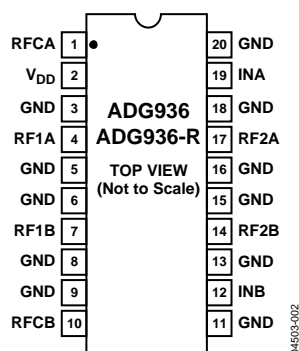 RFCA 1 20 GND
VDD 2 19 INA
GND 3 18 GND
ADG936
RF1A 4 17 RF2A
ADG936-R
GND 5 16 GND
TOP VIEW
(Not to Scale)
GND 6 15 GND
RF1B 7 14 RF2B
GND 8 13 GND
GND 9 12 INB
RFCB 10 11 GND
04503-002